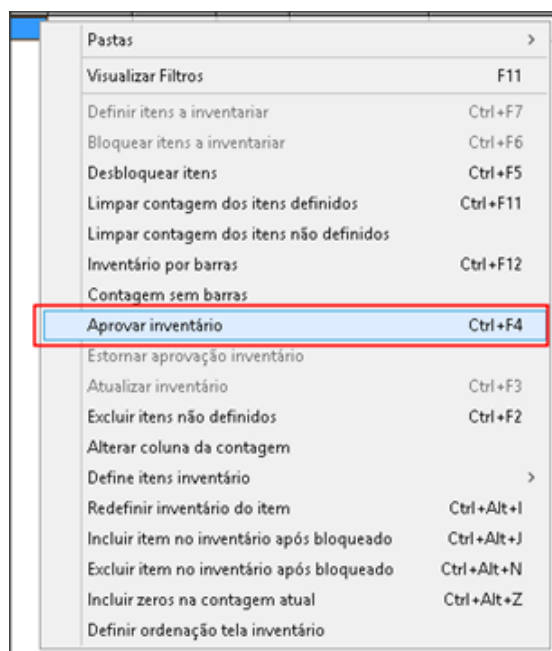 Pastas
Visualizar Filtros F11
Definir itens a inventariar Ctrl+F7
Bloquear itens a inventariar Ctrl+F6
Desbloquear itens Ctrl+F5
Limpar contagem dos itens definidos Ctrl+F11
Limpar contagem dos itens não definidos
Inventário por barras Ctrl+F12
Contagem sem barras
Aprovar inventário Ctrl+F4
Estornar aprovação inventário
Atualizar inventário Ctrl+F3
Excluir itens não definidos Ctrl+F2
Alterar coluna da contagem
Define itens inventário
Redefinir inventário do item Ctrl+Alt+I
Incluir item no inventário após bloqueado Ctrl+Alt+J
Excluir item no inventário após bloqueado Ctrl+Alt+N
Incluir zeros na contagem atual Ctrl+Alt+Z
Definir ordenação tela inventário